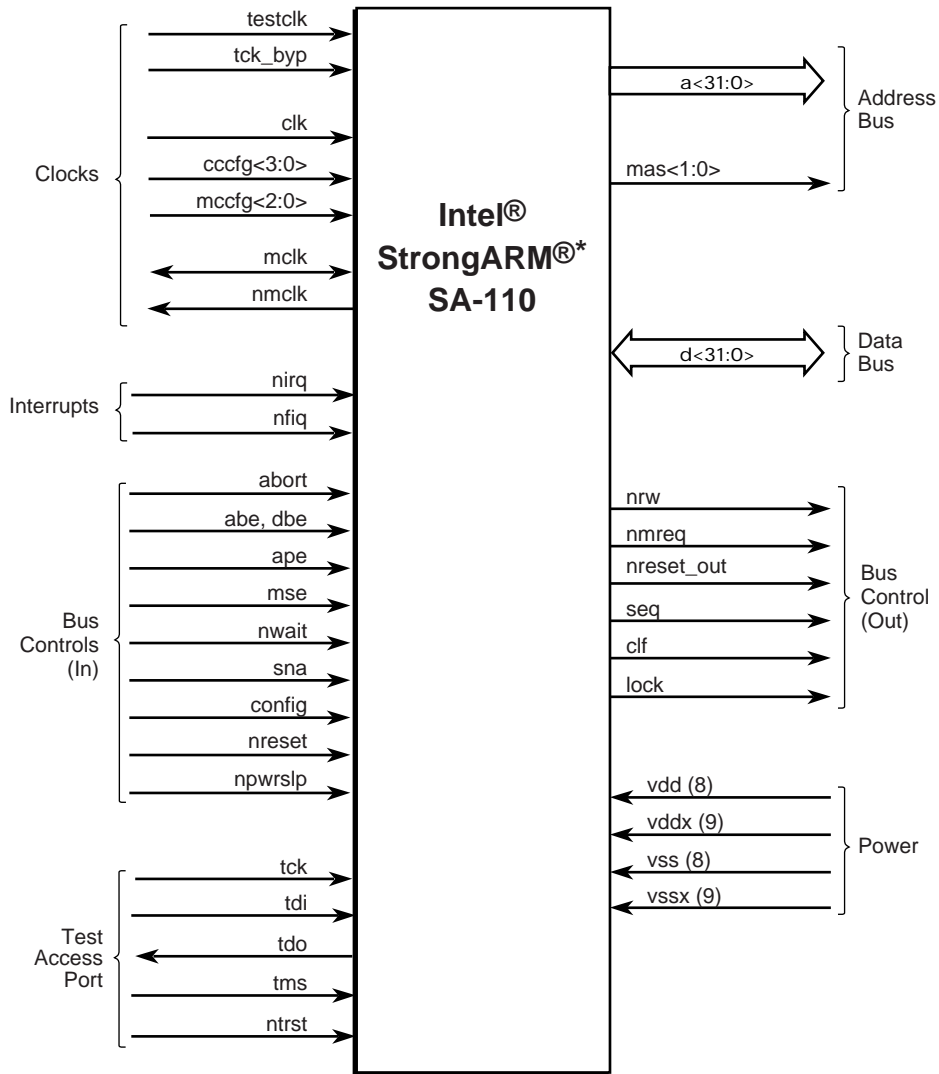 testclk
tck_byp
clk
cccfg<3:0>
mccfg<2:0>
mclk
nmclk
Clocks
nirq
nfiq
Interrupts
abort
abe, dbe
ape
mse
nwait
sna
config
nreset
npwrslp
Bus
Controls
(In)
tck
tdi
tdo
tms
ntrst
Test
Access
Port
Intel®
StrongARM®*
SA-110
a<31:0>
mas<1:0>
Address
Bus
d<31:0>
Data
Bus
nrw
nmreq
nreset_out
seq
clf
lock
Bus
Control
(Out)
vdd (8)
vddx (9)
vss (8)
vssx (9)
Power